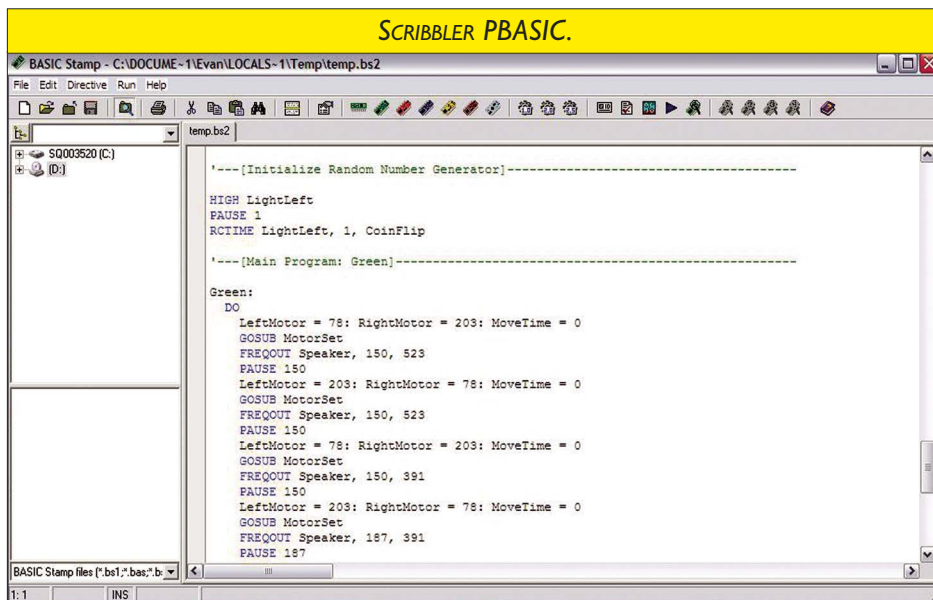 SCRIBBLER PBASIC.
BASIC Stamp - C:\DOCUME~1\Evan\LOCALS~1\Temp\temp.bs2
File Edit Directive Run Help
temp.bs2
SQ003520 (C:)
(D:)
'---[Initialize Random Number Generator]---------------------------------------
HIGH LightLeft
PAUSE 1
RCTIME LightLeft, 1, CoinFlip
'---[Main Program: Green]------------------------------------------------------
Green:
DO
LeftMotor = 78: RightMotor = 203: MoveTime = 0
GOSUB MotorSet
FREQOUT Speaker, 150, 523
PAUSE 150
LeftMotor = 203: RightMotor = 78: MoveTime = 0
GOSUB MotorSet
FREQOUT Speaker, 150, 523
PAUSE 150
LeftMotor = 78: RightMotor = 203: MoveTime = 0
GOSUB MotorSet
FREQOUT Speaker, 150, 391
PAUSE 150
LeftMotor = 203: RightMotor = 78: MoveTime = 0
GOSUB MotorSet
FREQOUT Speaker, 187, 391
PAUSE 187
BASIC Stamp files (*.bs1;*.bas;*.b
1: 1 INS